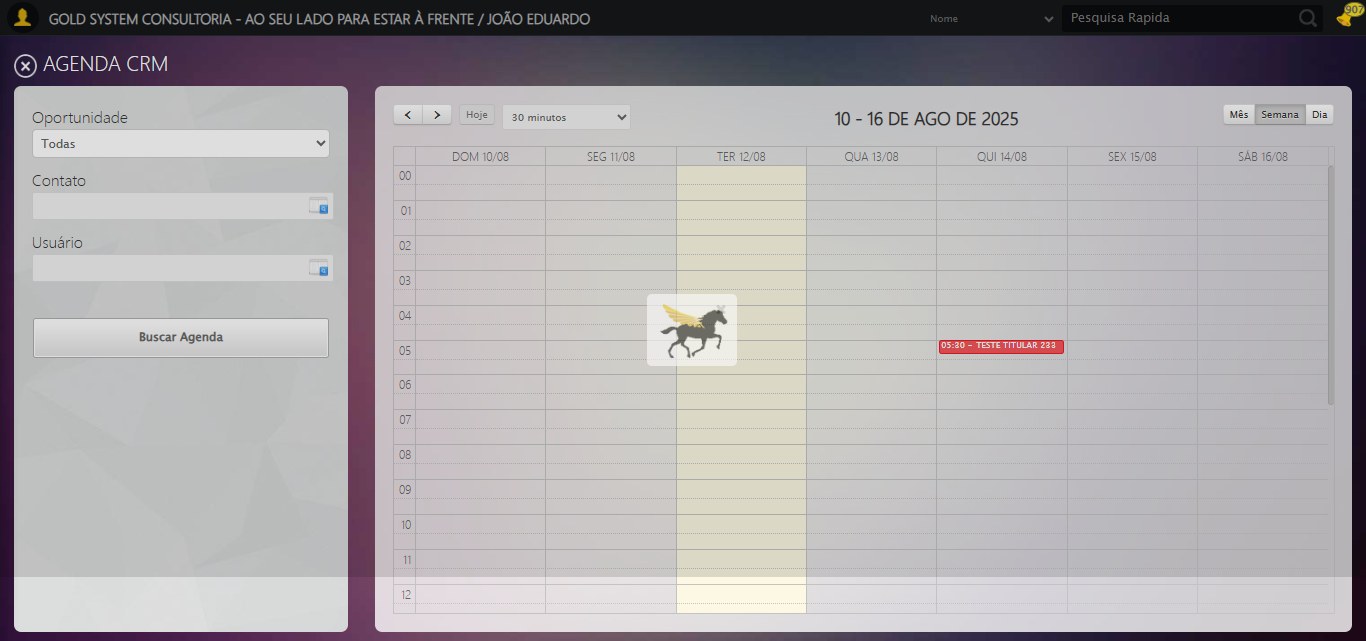 GOLD SYSTEM CONSULTORIA - AO SEU LADO PARA ESTAR À FRENTE / JOÃO EDUARDO
Nome
Pesquisa Rapida
907
AGENDA CRM
Oportunidade
Todas
Contato
Usuário
Buscar Agenda
Hoje
30 minutos
10 - 16 DE AGO DE 2025
Mês
Semana
Dia
DOM 10/08
SEG 11/08
TER 12/08
QUA 13/08
QUI 14/08
SEX 15/08
SÁB 16/08
00
01
02
03
04
05
05:30 - TESTE TITULAR 233
06
07
08
09
10
11
12